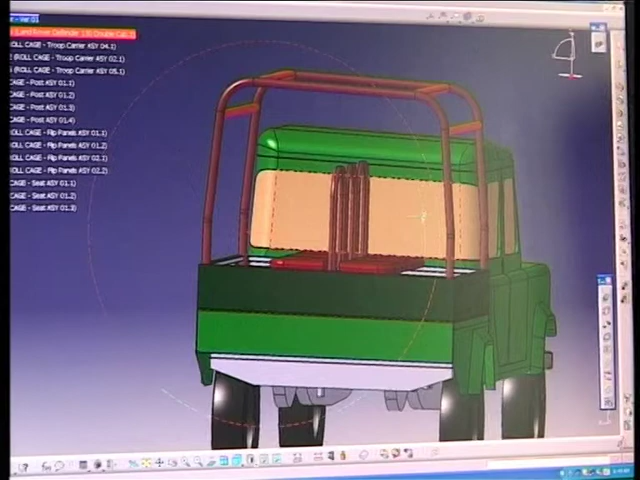 (Land Rover Defender 130 Double Cab.1)
ROLL CAGE - Troop Carrier ASY 04.1)
(ROLL CAGE - Troop Carrier ASY 02.1)
(ROLL CAGE - Troop Carrier ASY 05.1)
CAGE - Post ASY 01.1)
CAGE - Post ASY 01.2)
CAGE - Post ASY 01.3)
CAGE - Post ASY 01.4)
ROLL CAGE - Flip Panels ASY 01.1)
ROLL CAGE - Flip Panels ASY 01.2)
ROLL CAGE - Flip Panels ASY 02.1)
ROLL CAGE - Flip Panels ASY 02.2)
CAGE - Seat ASY 01.1)
CAGE - Seat ASY 01.2)
CAGE - Seat ASY 01.3)